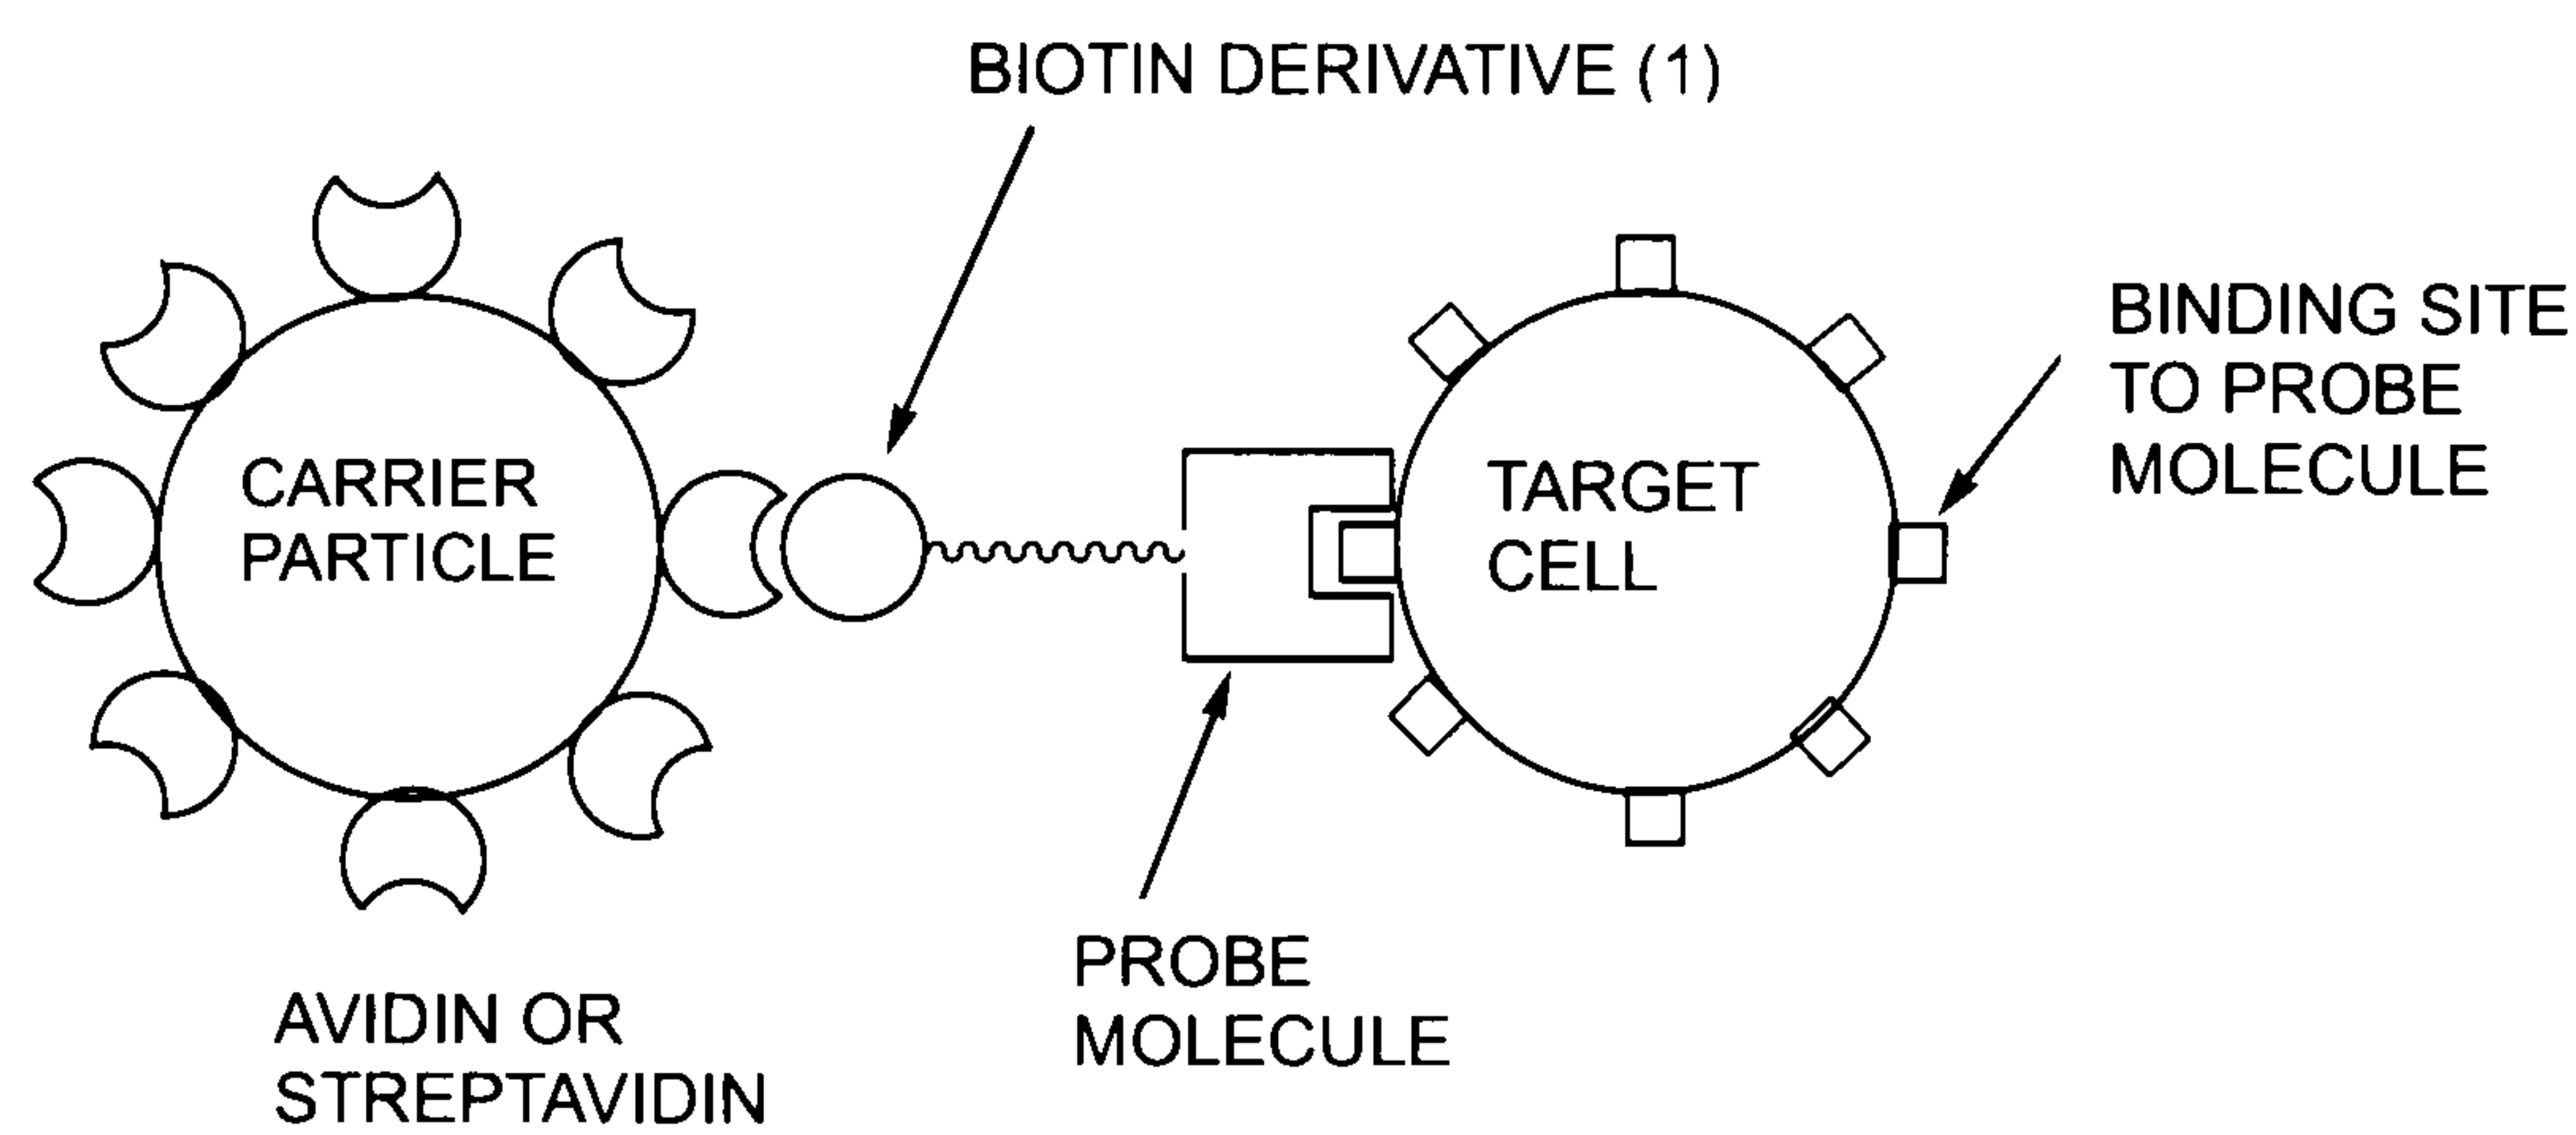 BIOTIN DERIVATIVE (1)
BINDING SITE
TO PROBE
MOLECULE
CARRIER
PARTICLE
TARGET
CELL
PROBE
MOLECULE
AVIDIN OR
STREPTAVIDIN